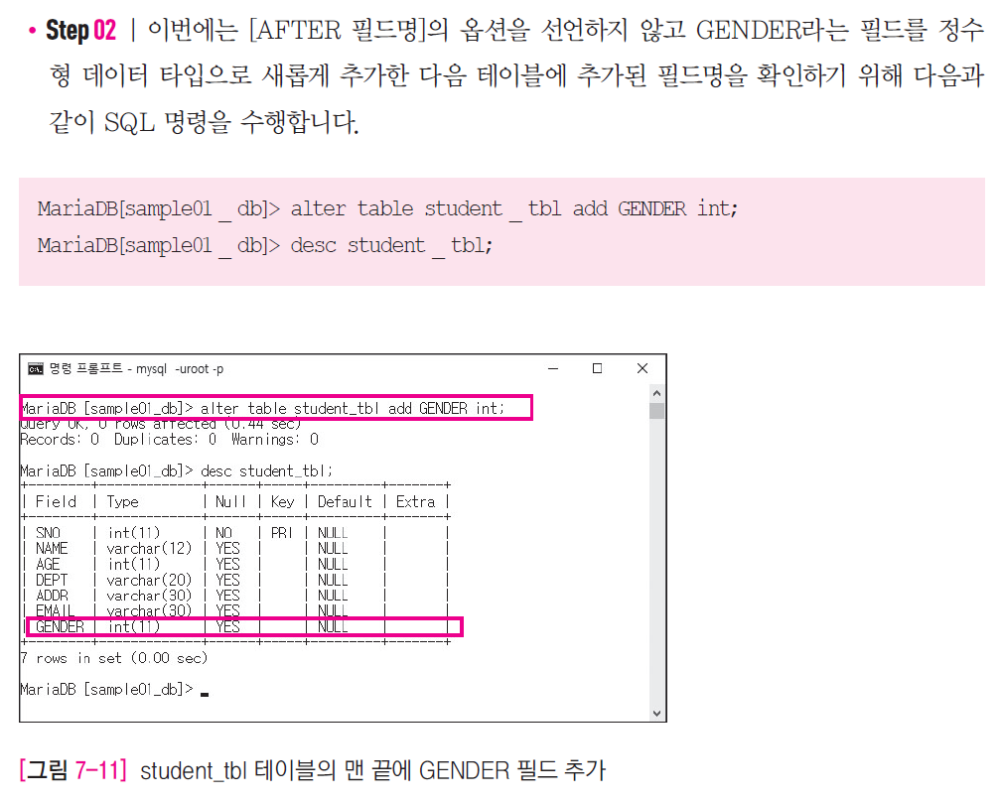 • Step 02 | 이번에는 [AFTER 필드명]의 옵션을 선언하지 않고 GENDER라는 필드를 정수
형 데이터 타입으로 새롭게 추가한 다음 테이블에 추가된 필드명을 확인하기 위해 다음과
같이 SQL 명령을 수행합니다.
MariaDB[sample01 _ db]> alter table student _ tbl add GENDER int;
MariaDB[sample01 _ db]> desc student _ tbl;
명령 프롬프트 - mysql -uroot -p
MariaDB [sample01_db]> alter table student_tbl add GENDER int;
Query OK, 0 rows affected (0.44 sec)
Records: 0  Duplicates: 0  Warnings: 0
MariaDB [sample01_db]> desc student_tbl;
+--------+-------------+------+-----+---------+-------+
| Field  | Type        | Null | Key | Default | Extra |
+--------+-------------+------+-----+---------+-------+
| SNO    | int(11)     | NO   | PRI | NULL    |       |
| NAME   | varchar(12) | YES  |     | NULL    |       |
| AGE    | int(11)     | YES  |     | NULL    |       |
| DEPT   | varchar(20) | YES  |     | NULL    |       |
| ADDR   | varchar(30) | YES  |     | NULL    |       |
| EMAIL  | varchar(30) | YES  |     | NULL    |       |
| GENDER | int(11)     | YES  |     | NULL    |       |
+--------+-------------+------+-----+---------+-------+
7 rows in set (0.00 sec)
MariaDB [sample01_db]> _
[그림 7-11] student_tbl 테이블의 맨 끝에 GENDER 필드 추가